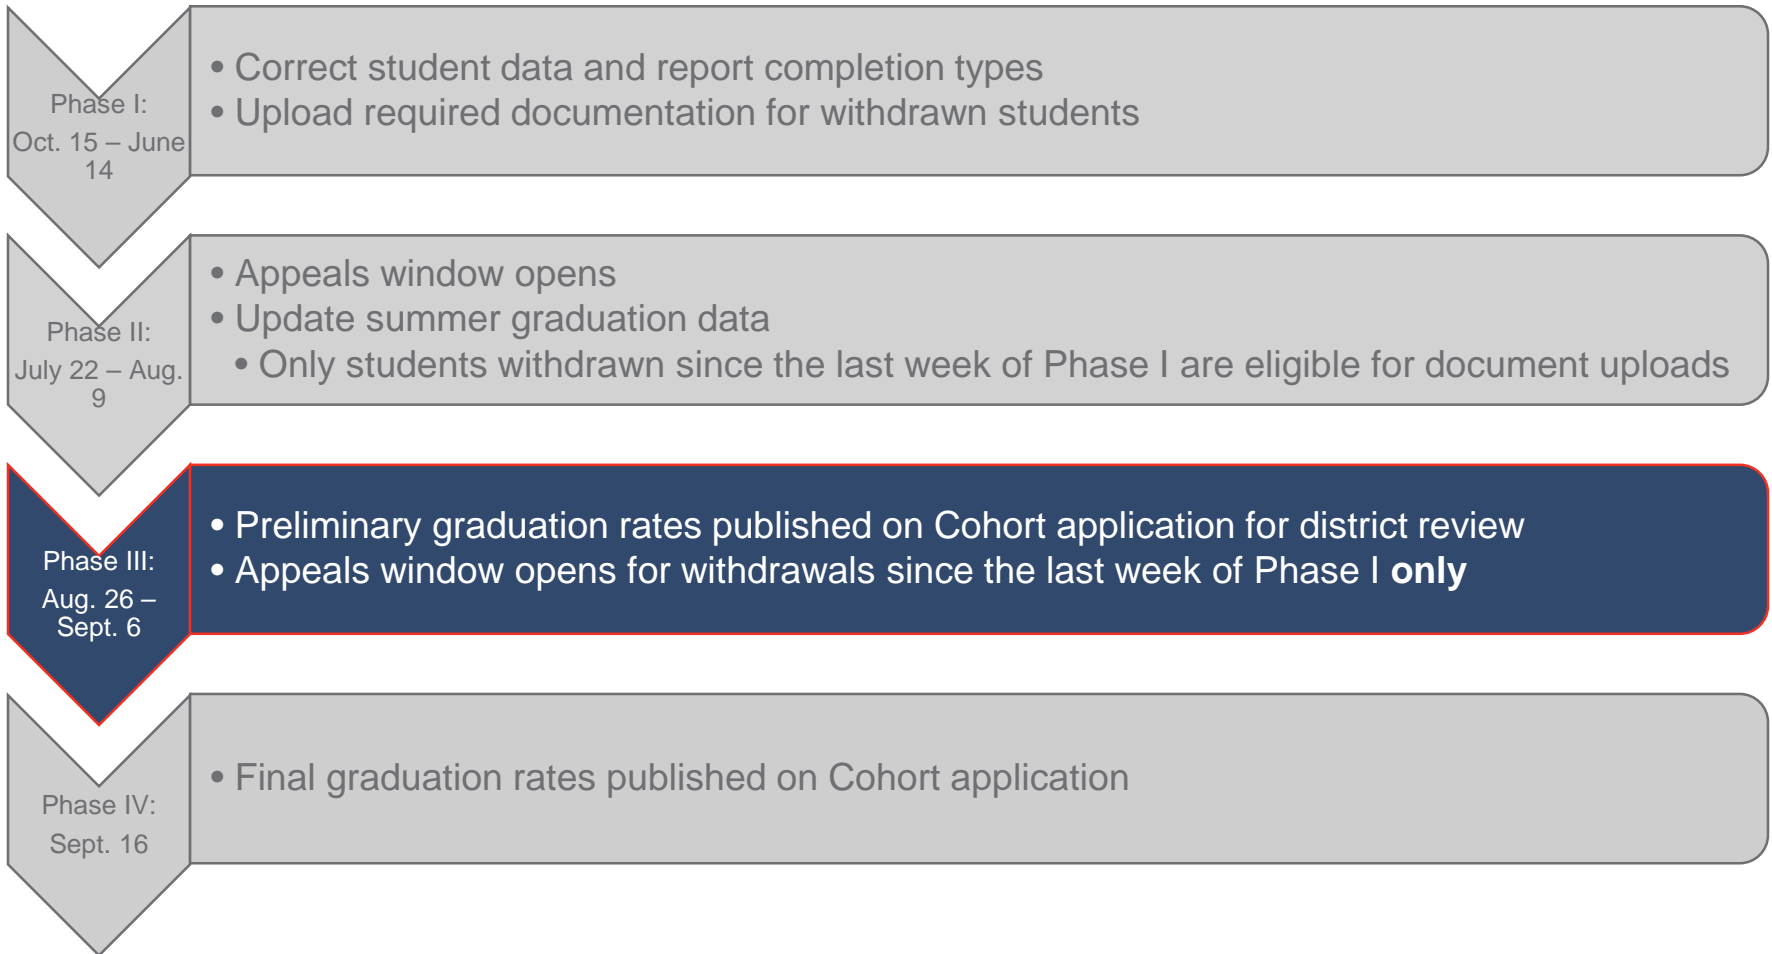 Phase I:
Oct. 15 – June
14
• Correct student data and report completion types
• Upload required documentation for withdrawn students
Phase II:
July 22 – Aug.
9
• Appeals window opens
• Update summer graduation data
• Only students withdrawn since the last week of Phase I are eligible for document uploads
Phase III:
Aug. 26 –
Sept. 6
• Preliminary graduation rates published on Cohort application for district review
• Appeals window opens for withdrawals since the last week of Phase I only
Phase IV:
Sept. 16
• Final graduation rates published on Cohort application